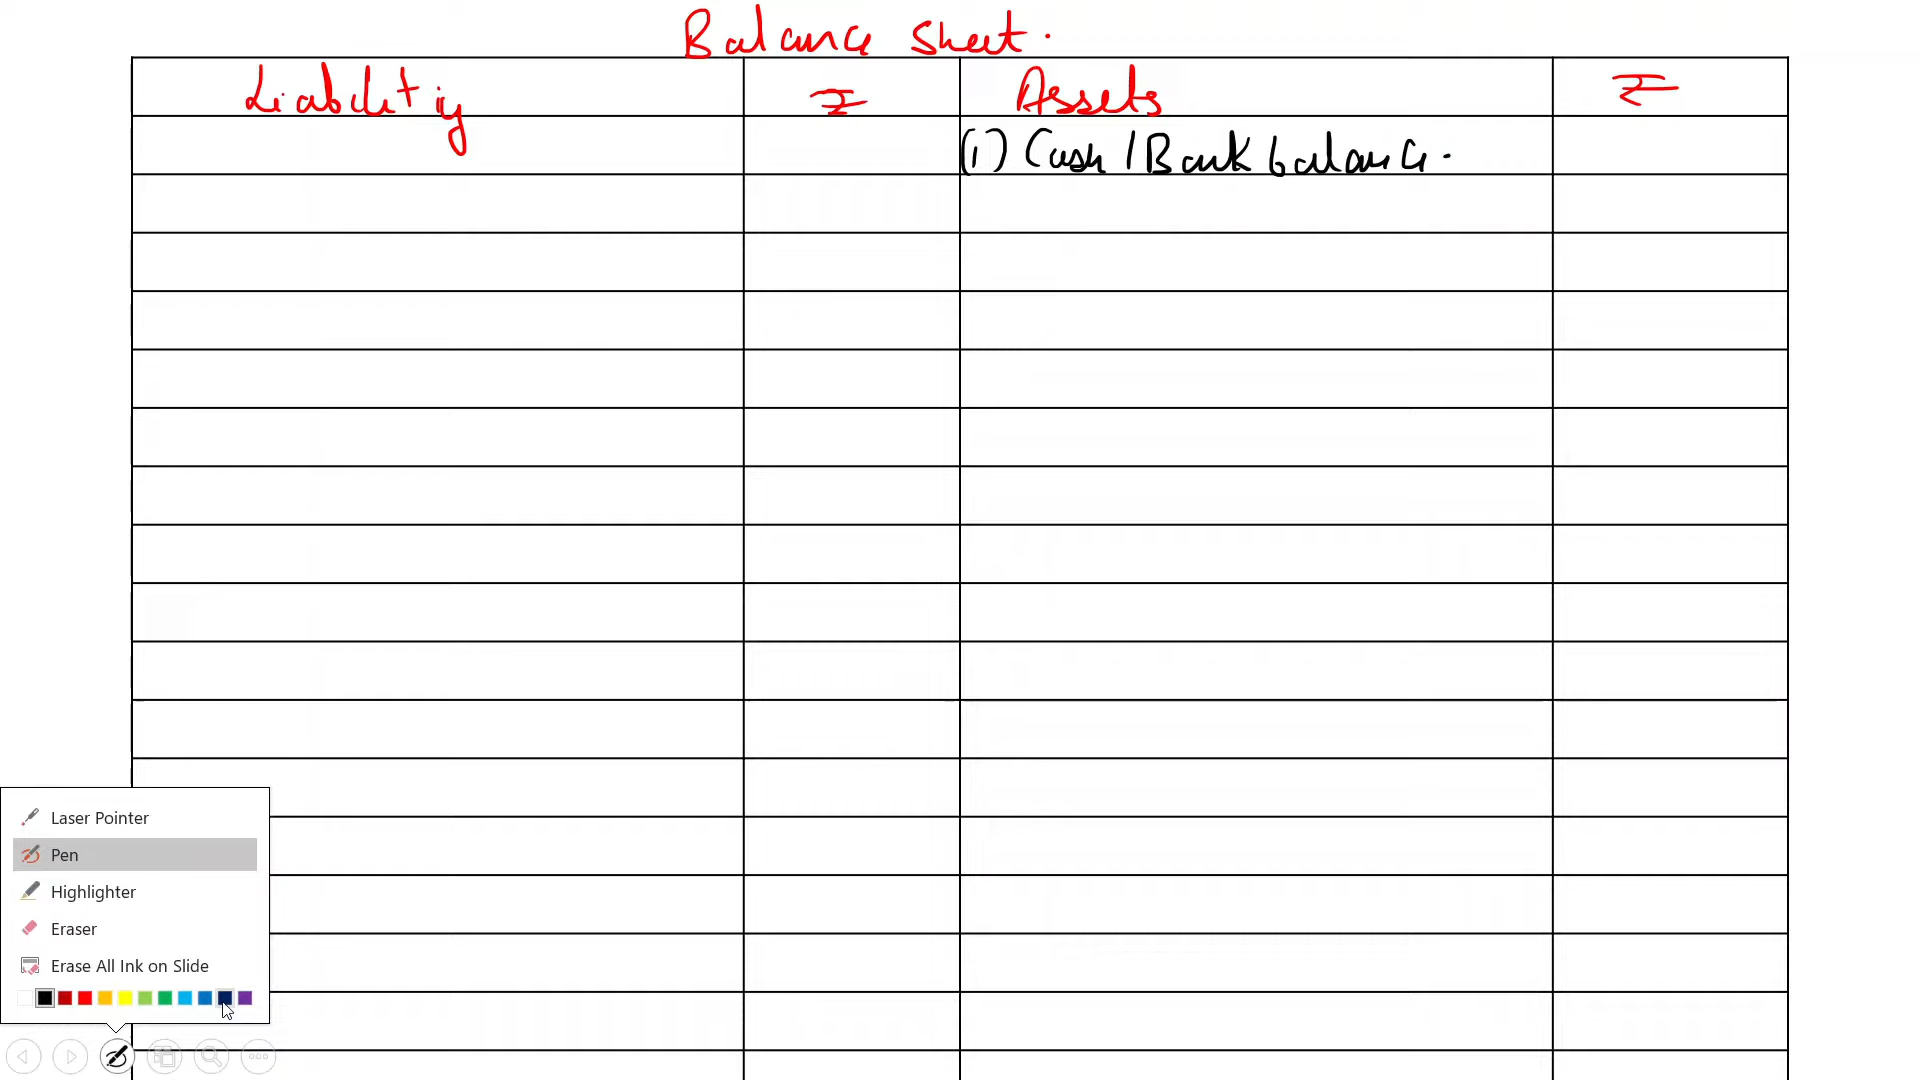 Balance Sheet.
Liability ₹ Assets ₹
(1) Cash / Bank balance.
Laser Pointer
Pen
Highlighter
Eraser
Erase All Ink on Slide